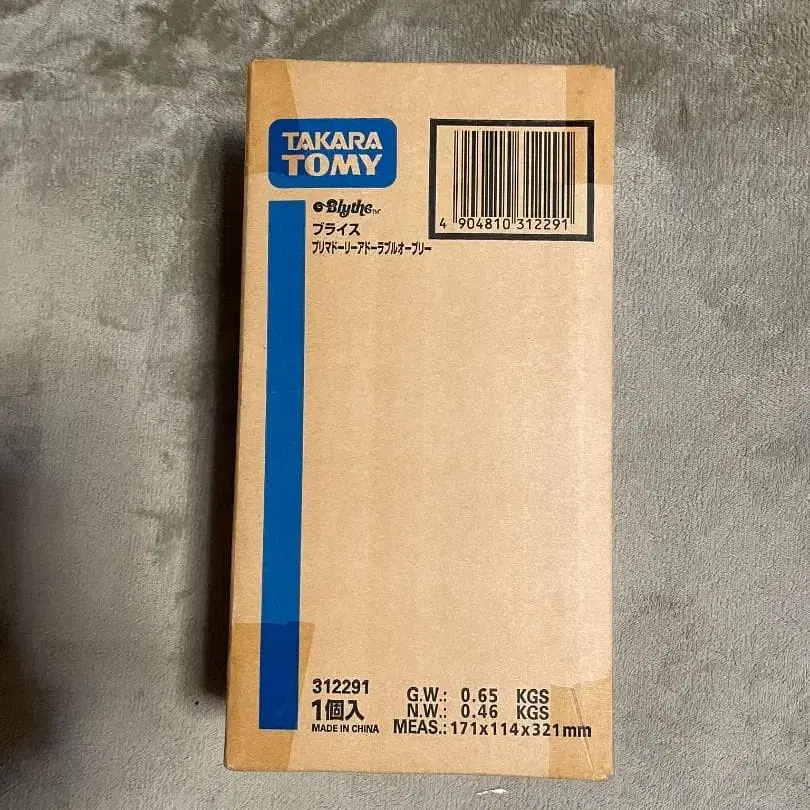 TAKARA
TOMY
Blythe™
ブライス
プリマドーリーアドーラブルオーブリー
4 904810 312291
312291
1個入
MADE IN CHINA
G.W.: 0.65 KGS
N.W.: 0.46 KGS
MEAS.: 171x114x321mm